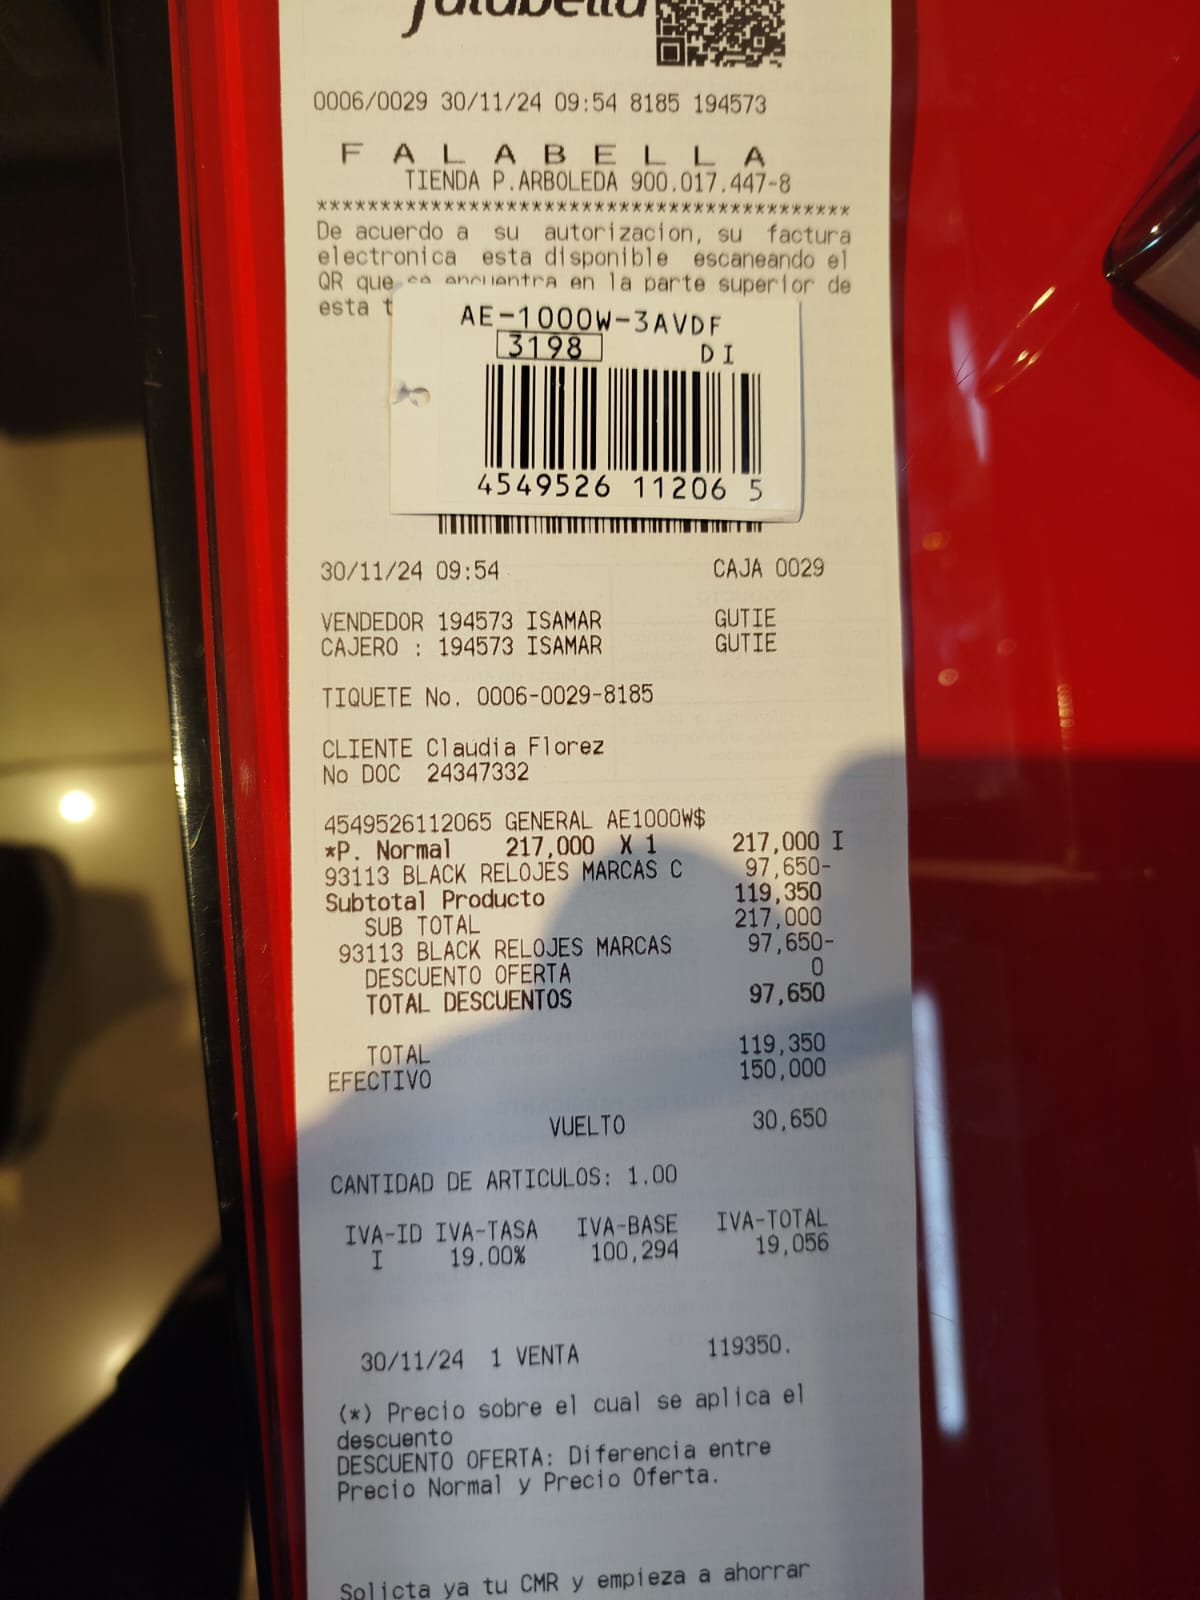 falabella
0006/0029 30/11/24 09:54 8185 194573
F A L A B E L L A
TIENDA P.ARBOLEDA 900.017.447-8
******************************************
De acuerdo a su autorizacion, su factura
electronica esta disponible escaneando el
QR que se encuentra en la parte superior de
esta
AE-1000W-3AVDF
3198 DI
4549526 11206 5
30/11/24 09:54 CAJA 0029
VENDEDOR 194573 ISAMAR GUTIE
CAJERO : 194573 ISAMAR GUTIE
TIQUETE No. 0006-0029-8185
CLIENTE Claudia Florez
No DOC 24347332
4549526112065 GENERAL AE1000W$
*P. Normal 217,000 X 1 217,000 I
93113 BLACK RELOJES MARCAS C 97,650-
Subtotal Producto 119,350
SUB TOTAL 217,000
93113 BLACK RELOJES MARCAS 97,650-
DESCUENTO OFERTA 0
TOTAL DESCUENTOS 97,650
TOTAL 119,350
EFECTIVO 150,000
VUELTO 30,650
CANTIDAD DE ARTICULOS: 1.00
IVA-ID IVA-TASA IVA-BASE IVA-TOTAL
I 19.00% 100,294 19,056
30/11/24 1 VENTA 119350.
(*) Precio sobre el cual se aplica el
descuento
DESCUENTO OFERTA: Diferencia entre
Precio Normal y Precio Oferta.
Solicta ya tu CMR y empieza a ahorrar